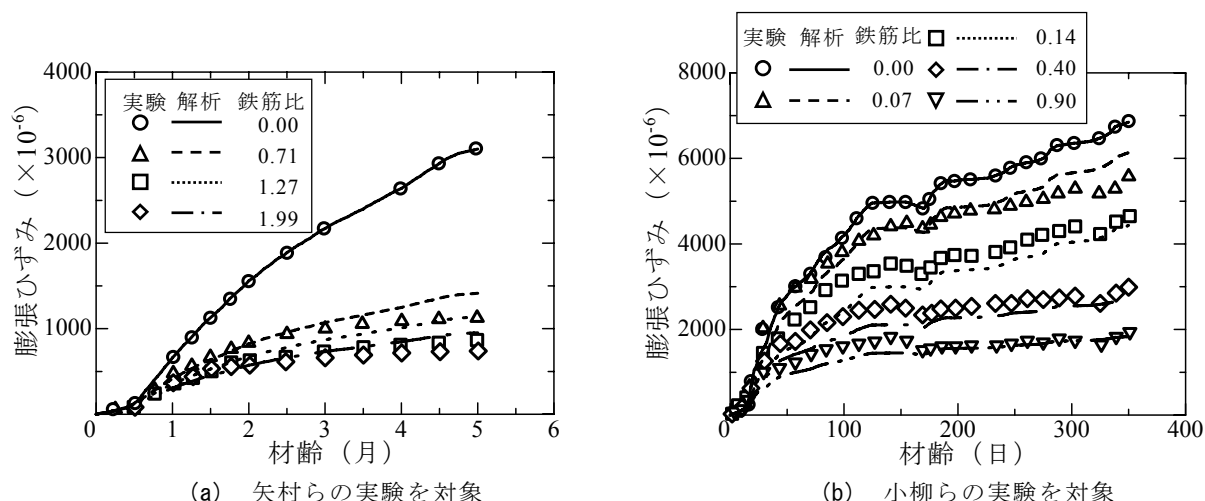 膨張ひずみ（×10⁻⁶）
4000
3000
2000
1000
0
実験 解析 鉄筋比
0.00
0.71
1.27
1.99
0 1 2 3 4 5 6
材齢（月）
(a) 矢村らの実験を対象
膨張ひずみ（×10⁻⁶）
8000
6000
4000
2000
0
実験 解析 鉄筋比
0.00
0.07
0.14
0.40
0.90
0 100 200 300 400
材齢（日）
(b) 小柳らの実験を対象